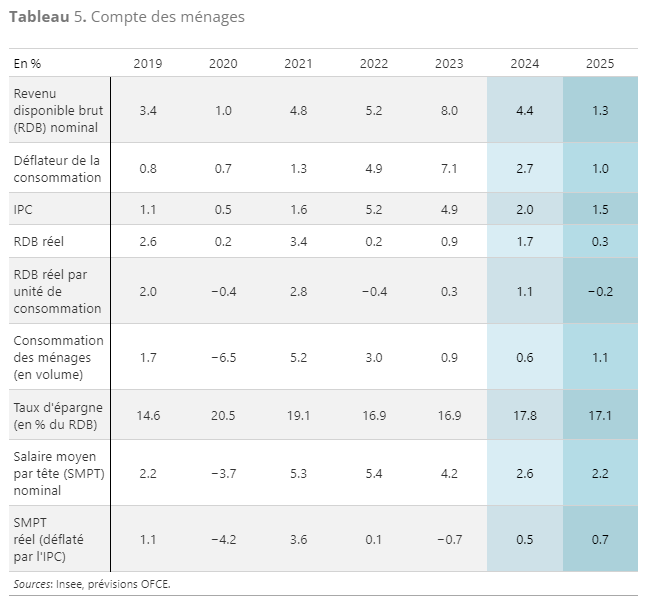 Tableau 5. Compte des ménages
En % 2019 2020 2021 2022 2023 2024 2025
Revenu
disponible brut
(RDB) nominal 3.4 1.0 4.8 5.2 8.0 4.4 1.3
Déflateur de la
consommation 0.8 0.7 1.3 4.9 7.1 2.7 1.0
IPC 1.1 0.5 1.6 5.2 4.9 2.0 1.5
RDB réel 2.6 0.2 3.4 0.2 0.9 1.7 0.3
RDB réel par
unité de
consommation 2.0 −0.4 2.8 −0.4 0.3 1.1 −0.2
Consommation
des ménages
(en volume) 1.7 −6.5 5.2 3.0 0.9 0.6 1.1
Taux d'épargne
(en % du RDB) 14.6 20.5 19.1 16.9 16.9 17.8 17.1
Salaire moyen
par tête (SMPT)
nominal 2.2 −3.7 5.3 5.4 4.2 2.6 2.2
SMPT
réel (déflaté
par l'IPC) 1.1 −4.2 3.6 0.1 −0.7 0.5 0.7
Sources: Insee, prévisions OFCE.